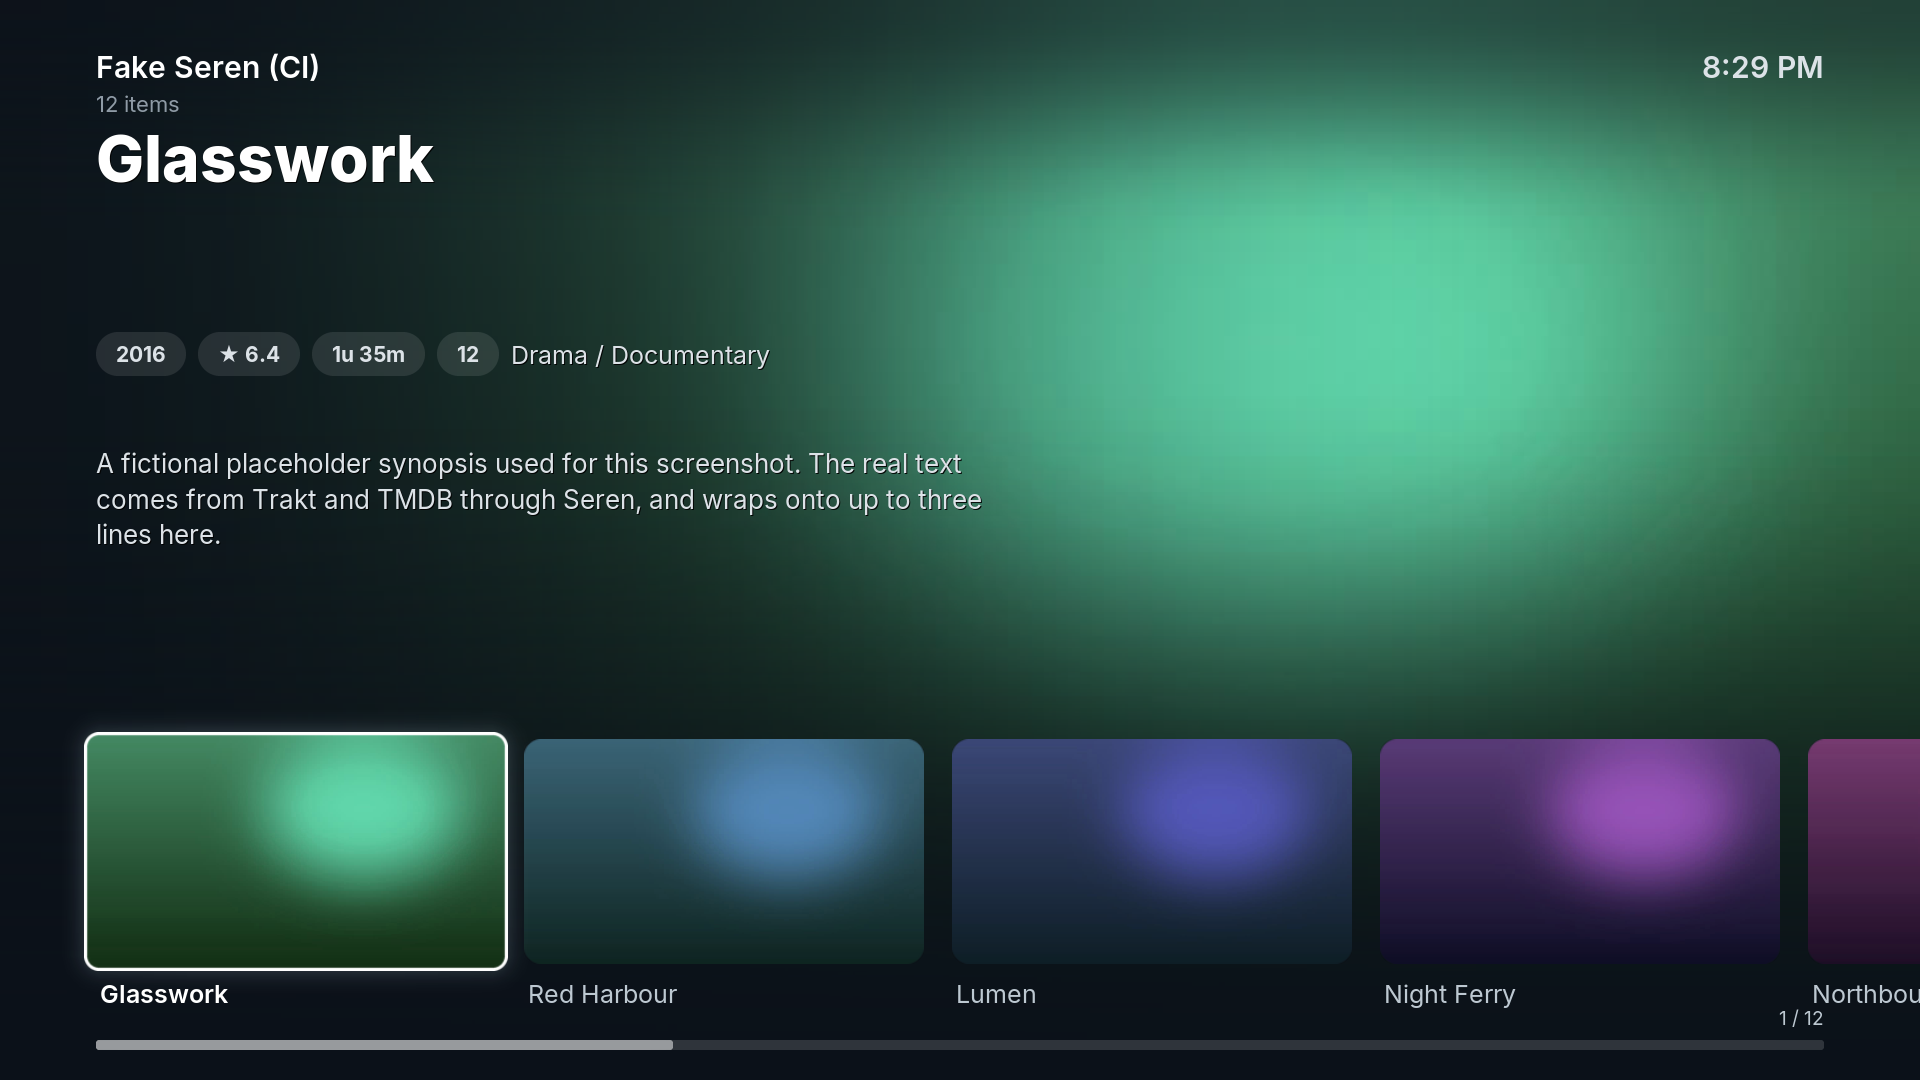 Fake Seren (CI)
8:29 PM
12 items
Glasswork
2016 ★ 6.4 1u 35m 12 Drama / Documentary
A fictional placeholder synopsis used for this screenshot. The real text
comes from Trakt and TMDB through Seren, and wraps onto up to three
lines here.
Glasswork
Red Harbour
Lumen
Night Ferry
Northbou
1 / 12